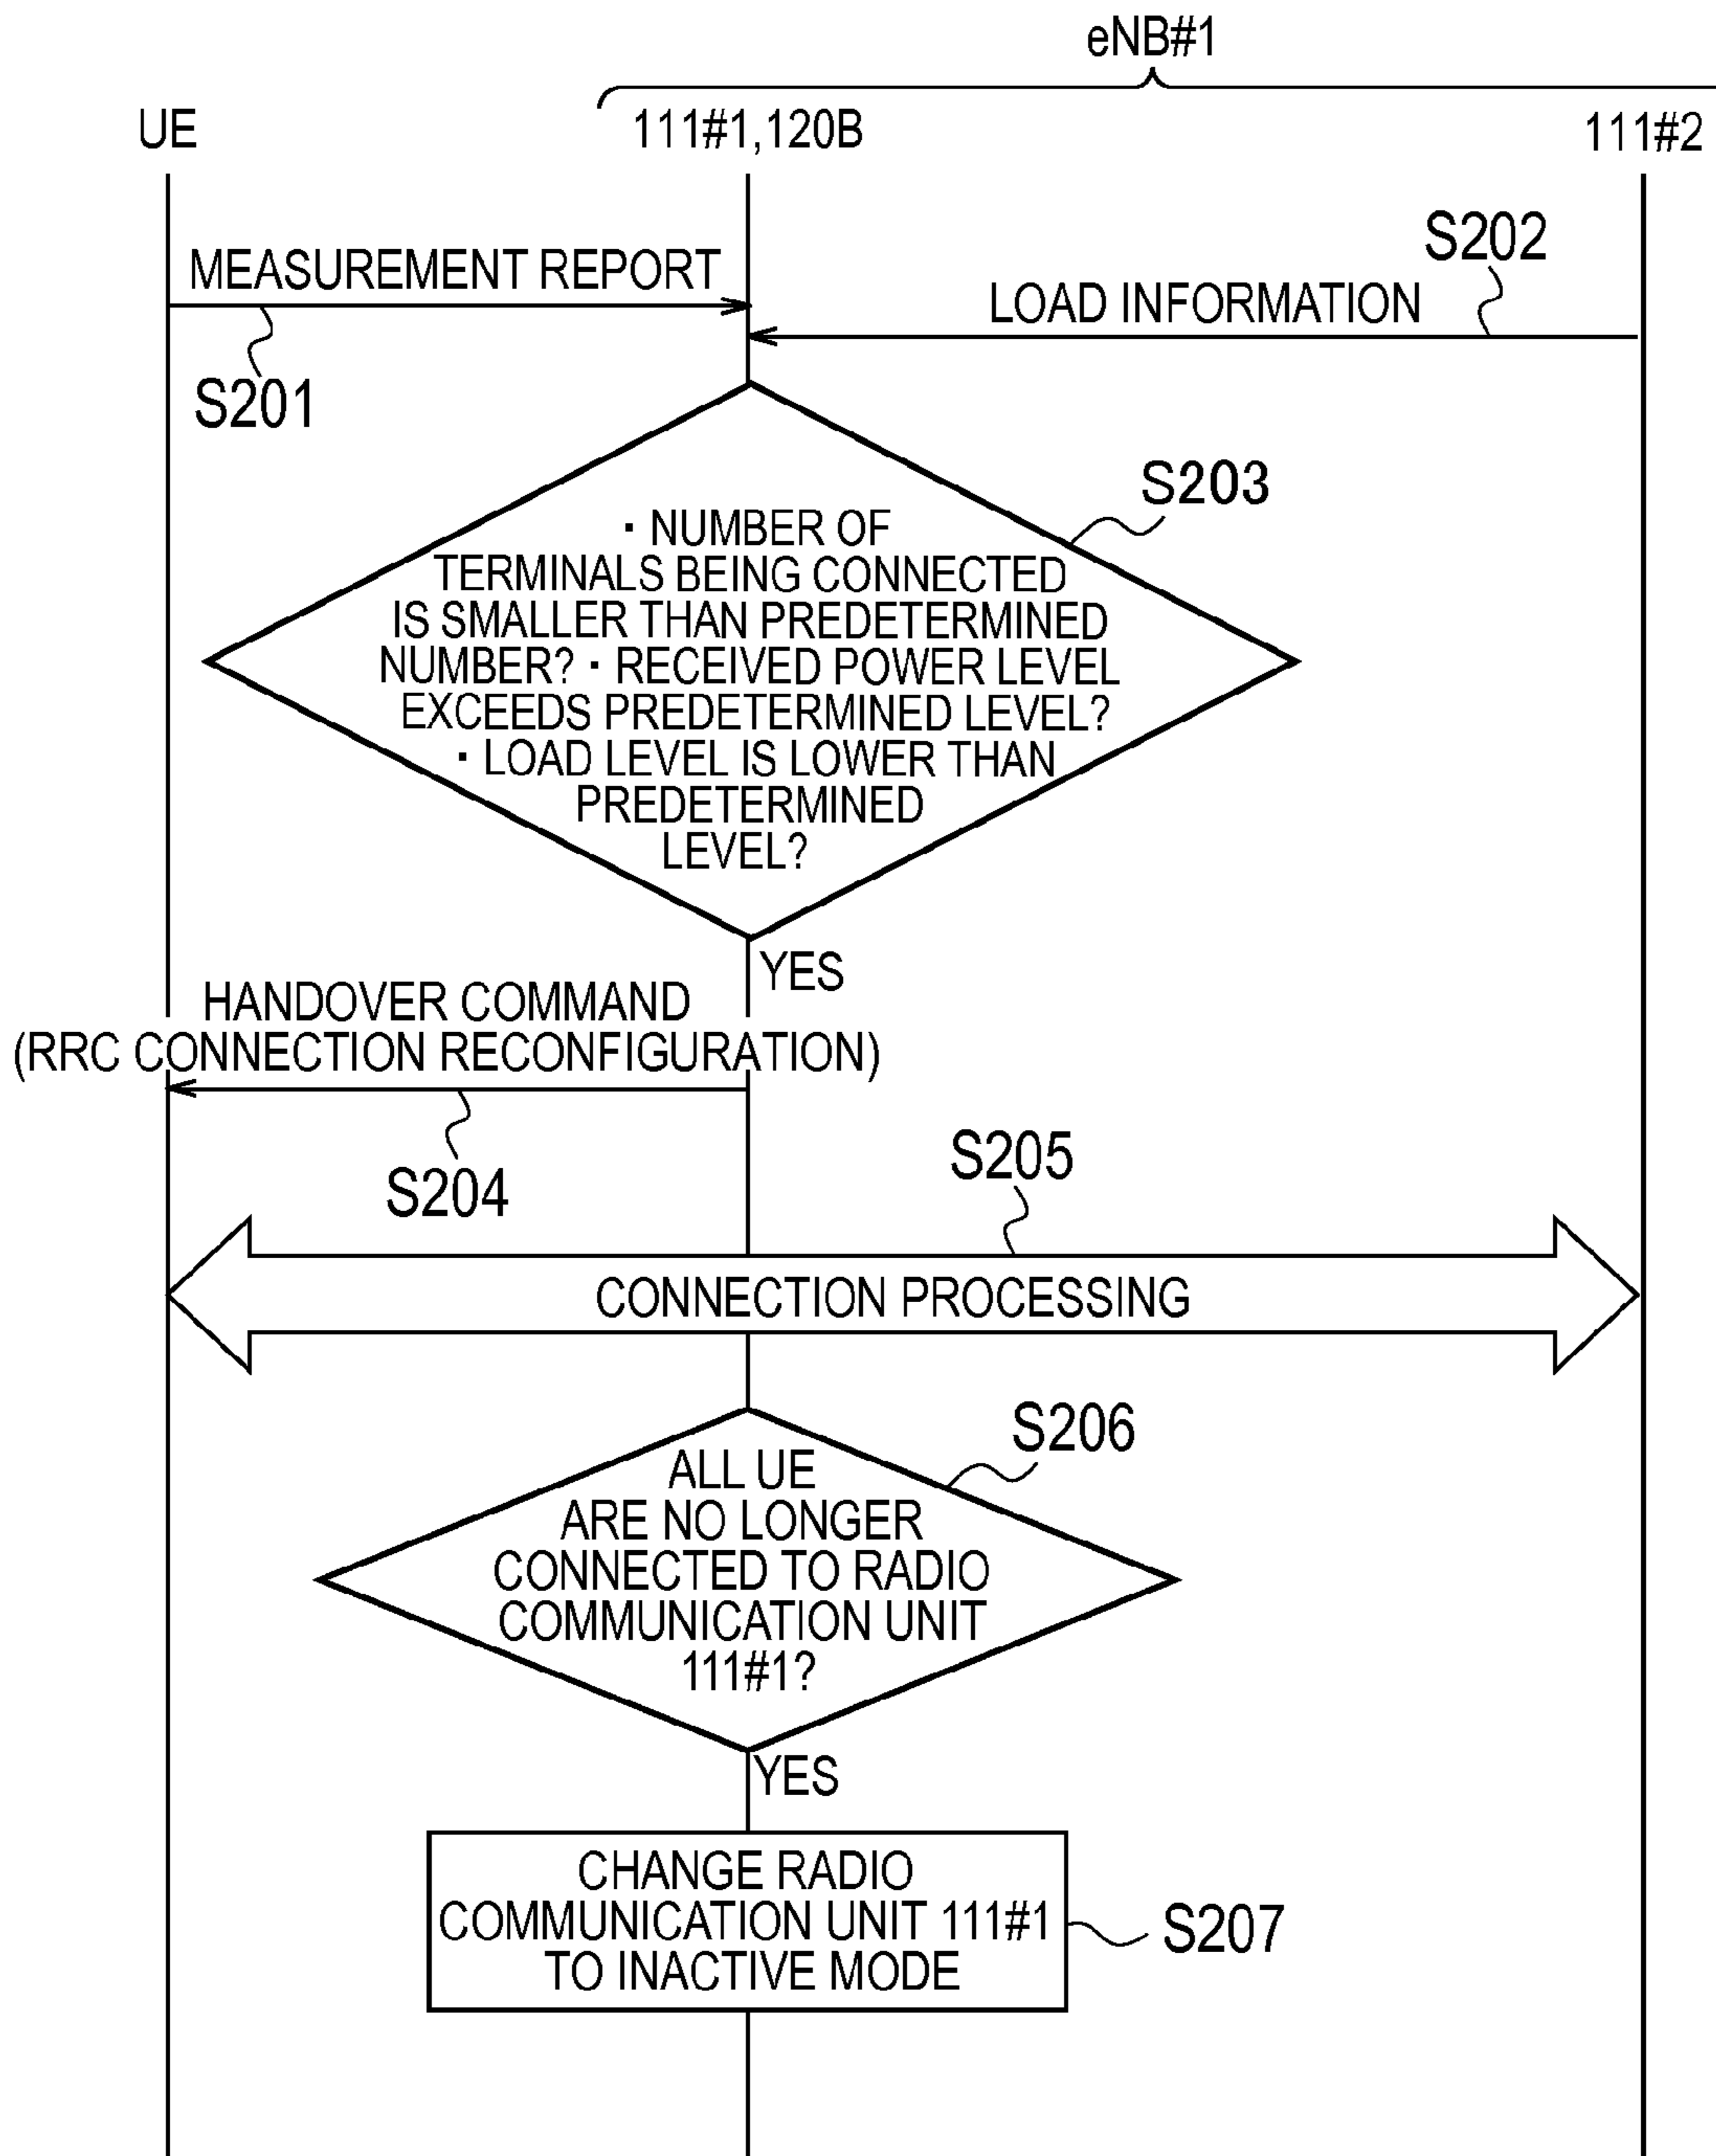 eNB#1
UE
111#1,120B
111#2
S202
MEASUREMENT REPORT
LOAD INFORMATION
S201
S203
・NUMBER OF
TERMINALS BEING CONNECTED
IS SMALLER THAN PREDETERMINED
NUMBER?・RECEIVED POWER LEVEL
EXCEEDS PREDETERMINED LEVEL?
・LOAD LEVEL IS LOWER THAN
PREDETERMINED
LEVEL?
YES
HANDOVER COMMAND
(RRC CONNECTION RECONFIGURATION)
S204
S205
CONNECTION PROCESSING
S206
ALL UE
ARE NO LONGER
CONNECTED TO RADIO
COMMUNICATION UNIT
111#1?
YES
CHANGE RADIO
COMMUNICATION UNIT 111#1
TO INACTIVE MODE
S207